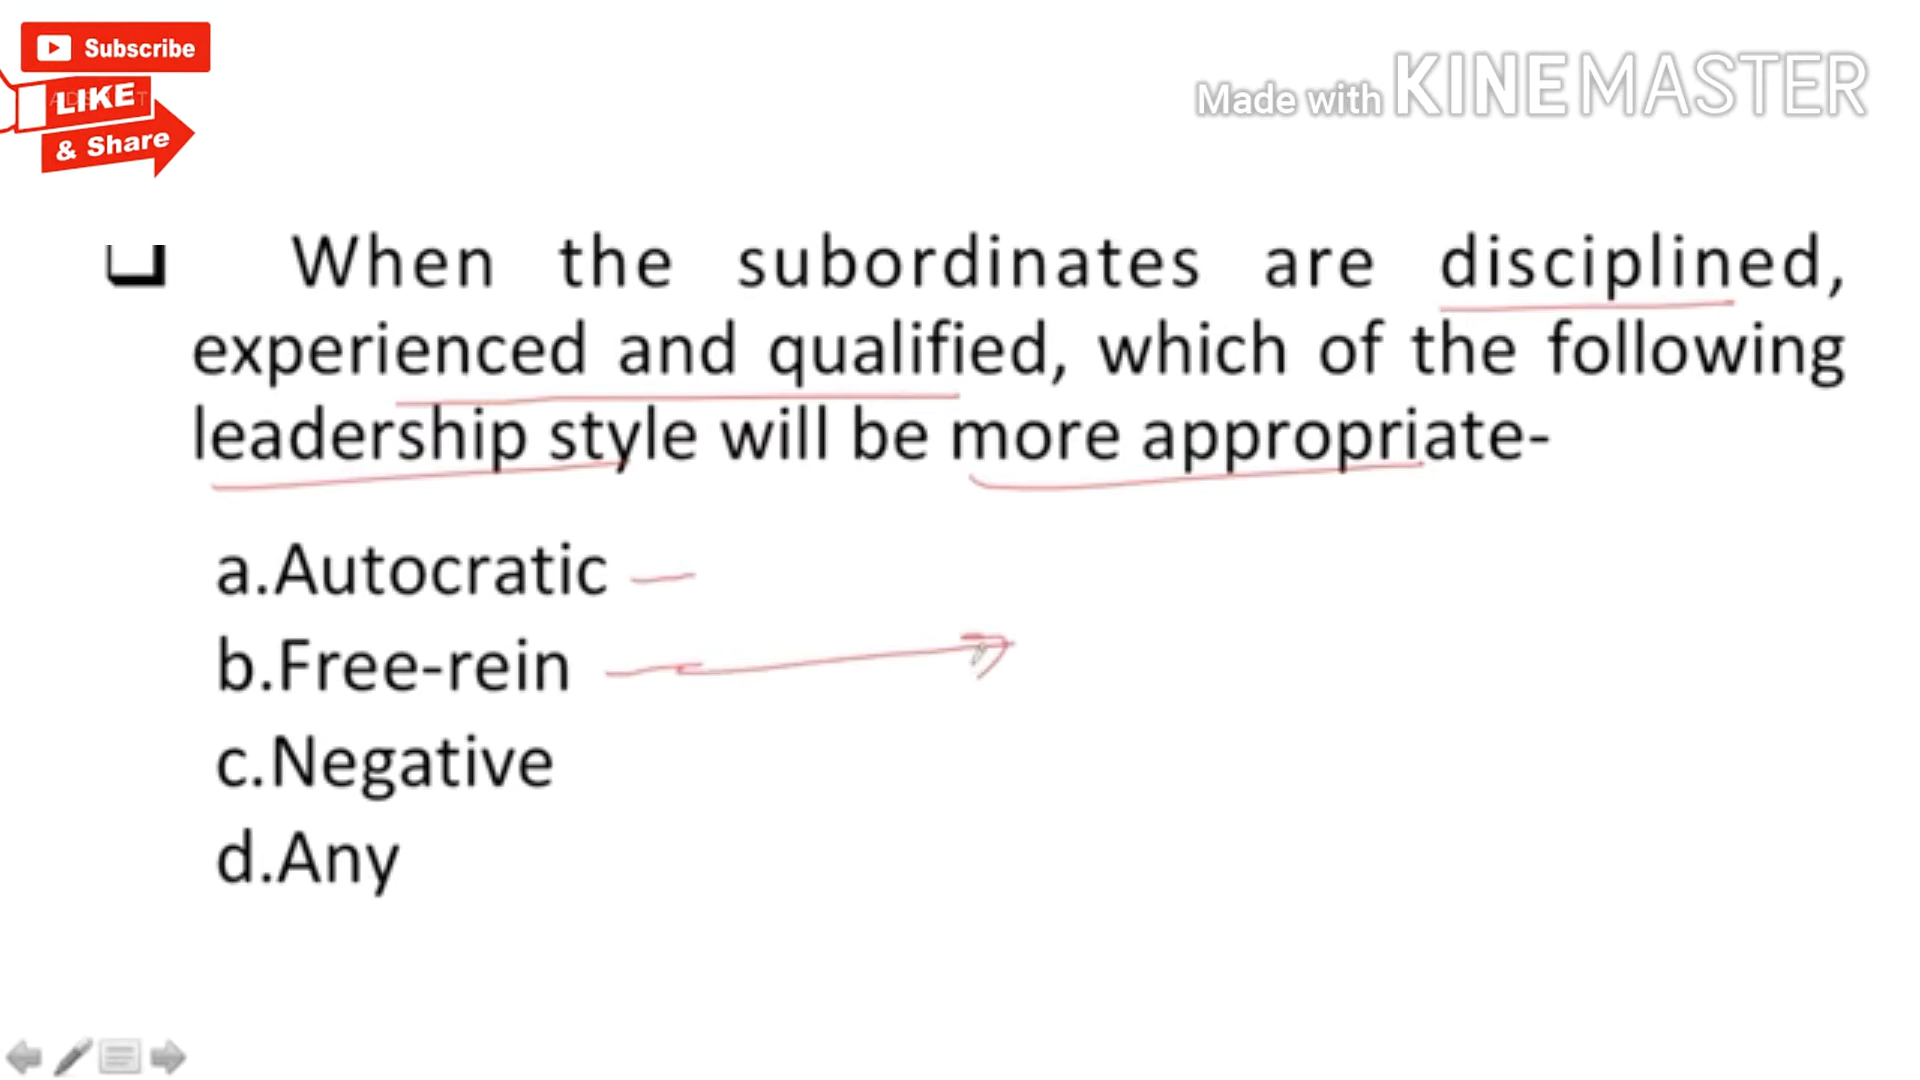 Subscribe
LIKE
& Share
Made with KINEMASTER
When the subordinates are disciplined,
experienced and qualified, which of the following
leadership style will be more appropriate-
a.Autocratic
b.Free-rein
c.Negative
d.Any